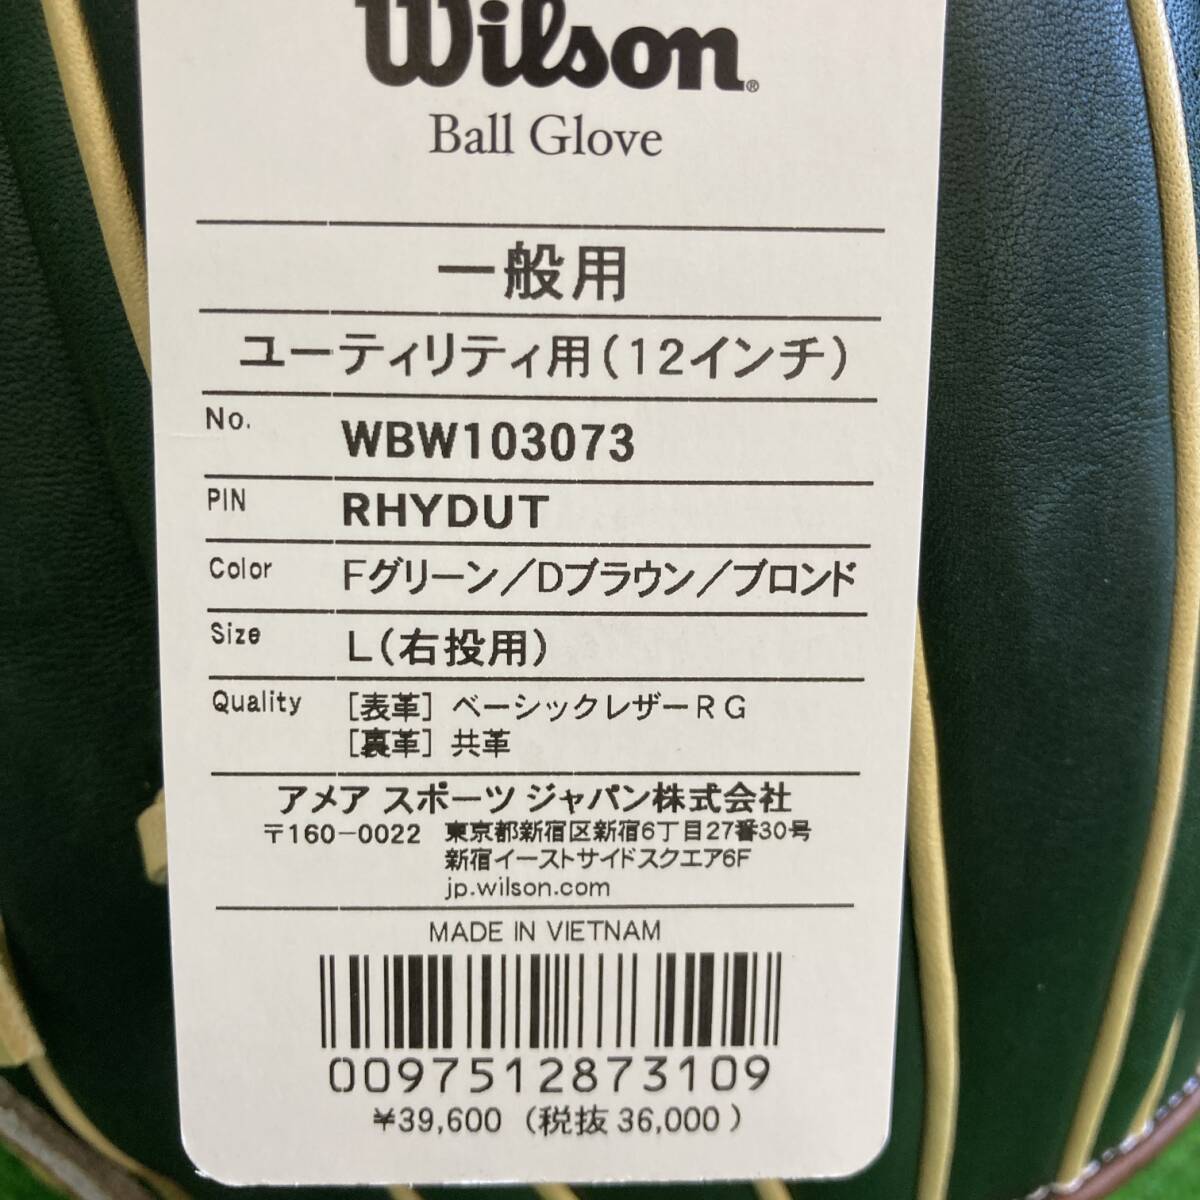 Wilson®
Ball Glove
一般用
ユーティリティ用(12インチ)
No. WBW103073
PIN RHYDUT
Color Fグリーン/Dブラウン/ブロンド
Size L(右投用)
Quality [表革] ベーシックレザーRG
[裏革] 共革
アメア スポーツ ジャパン株式会社
〒160-0022 東京都新宿区新宿6丁目27番30号
新宿イーストサイドスクエア6F
jp.wilson.com
MADE IN VIETNAM
0097512873109
¥39,600 (税抜 36,000)